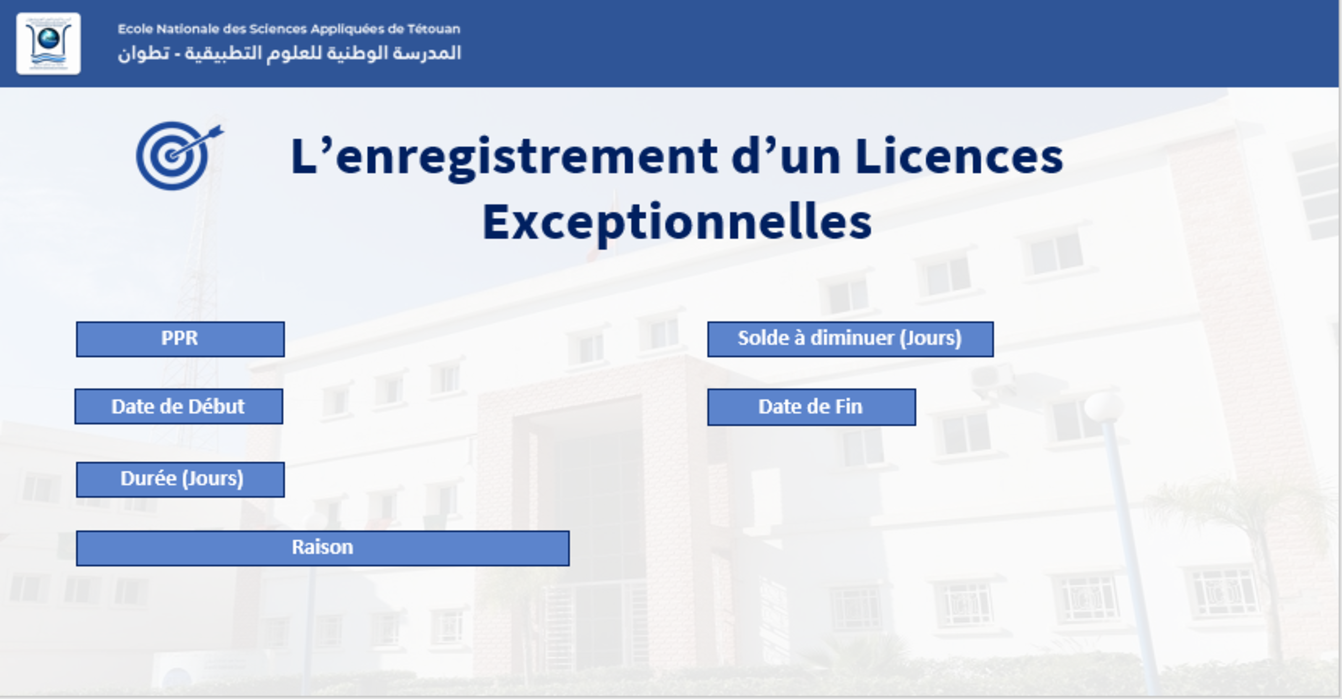 Ecole Nationale des Sciences Appliquées de Tétouan
المدرسة الوطنية للعلوم التطبيقية - تطوان
L’enregistrement d’un Licences
Exceptionnelles
PPR
Solde à diminuer (Jours)
Date de Début
Date de Fin
Durée (Jours)
Raison